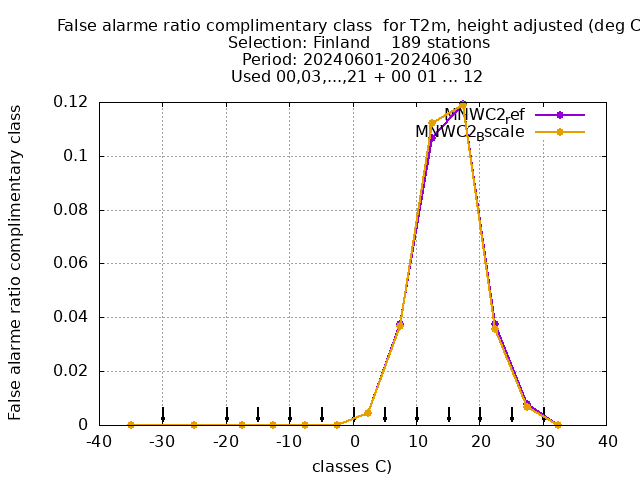 False alarme ratio complimentary class  for T2m, height adjusted (deg C
Selection: Finland    189 stations
Period: 20240601-20240630
Used 00,03,...,21 + 00 01 ... 12
False alarme ratio complimentary class
MNWC2ref
MNWC2Bscale
0.12
0.1
0.08
0.06
0.04
0.02
0
-40 -30 -20 -10 0 10 20 30 40
classes C)